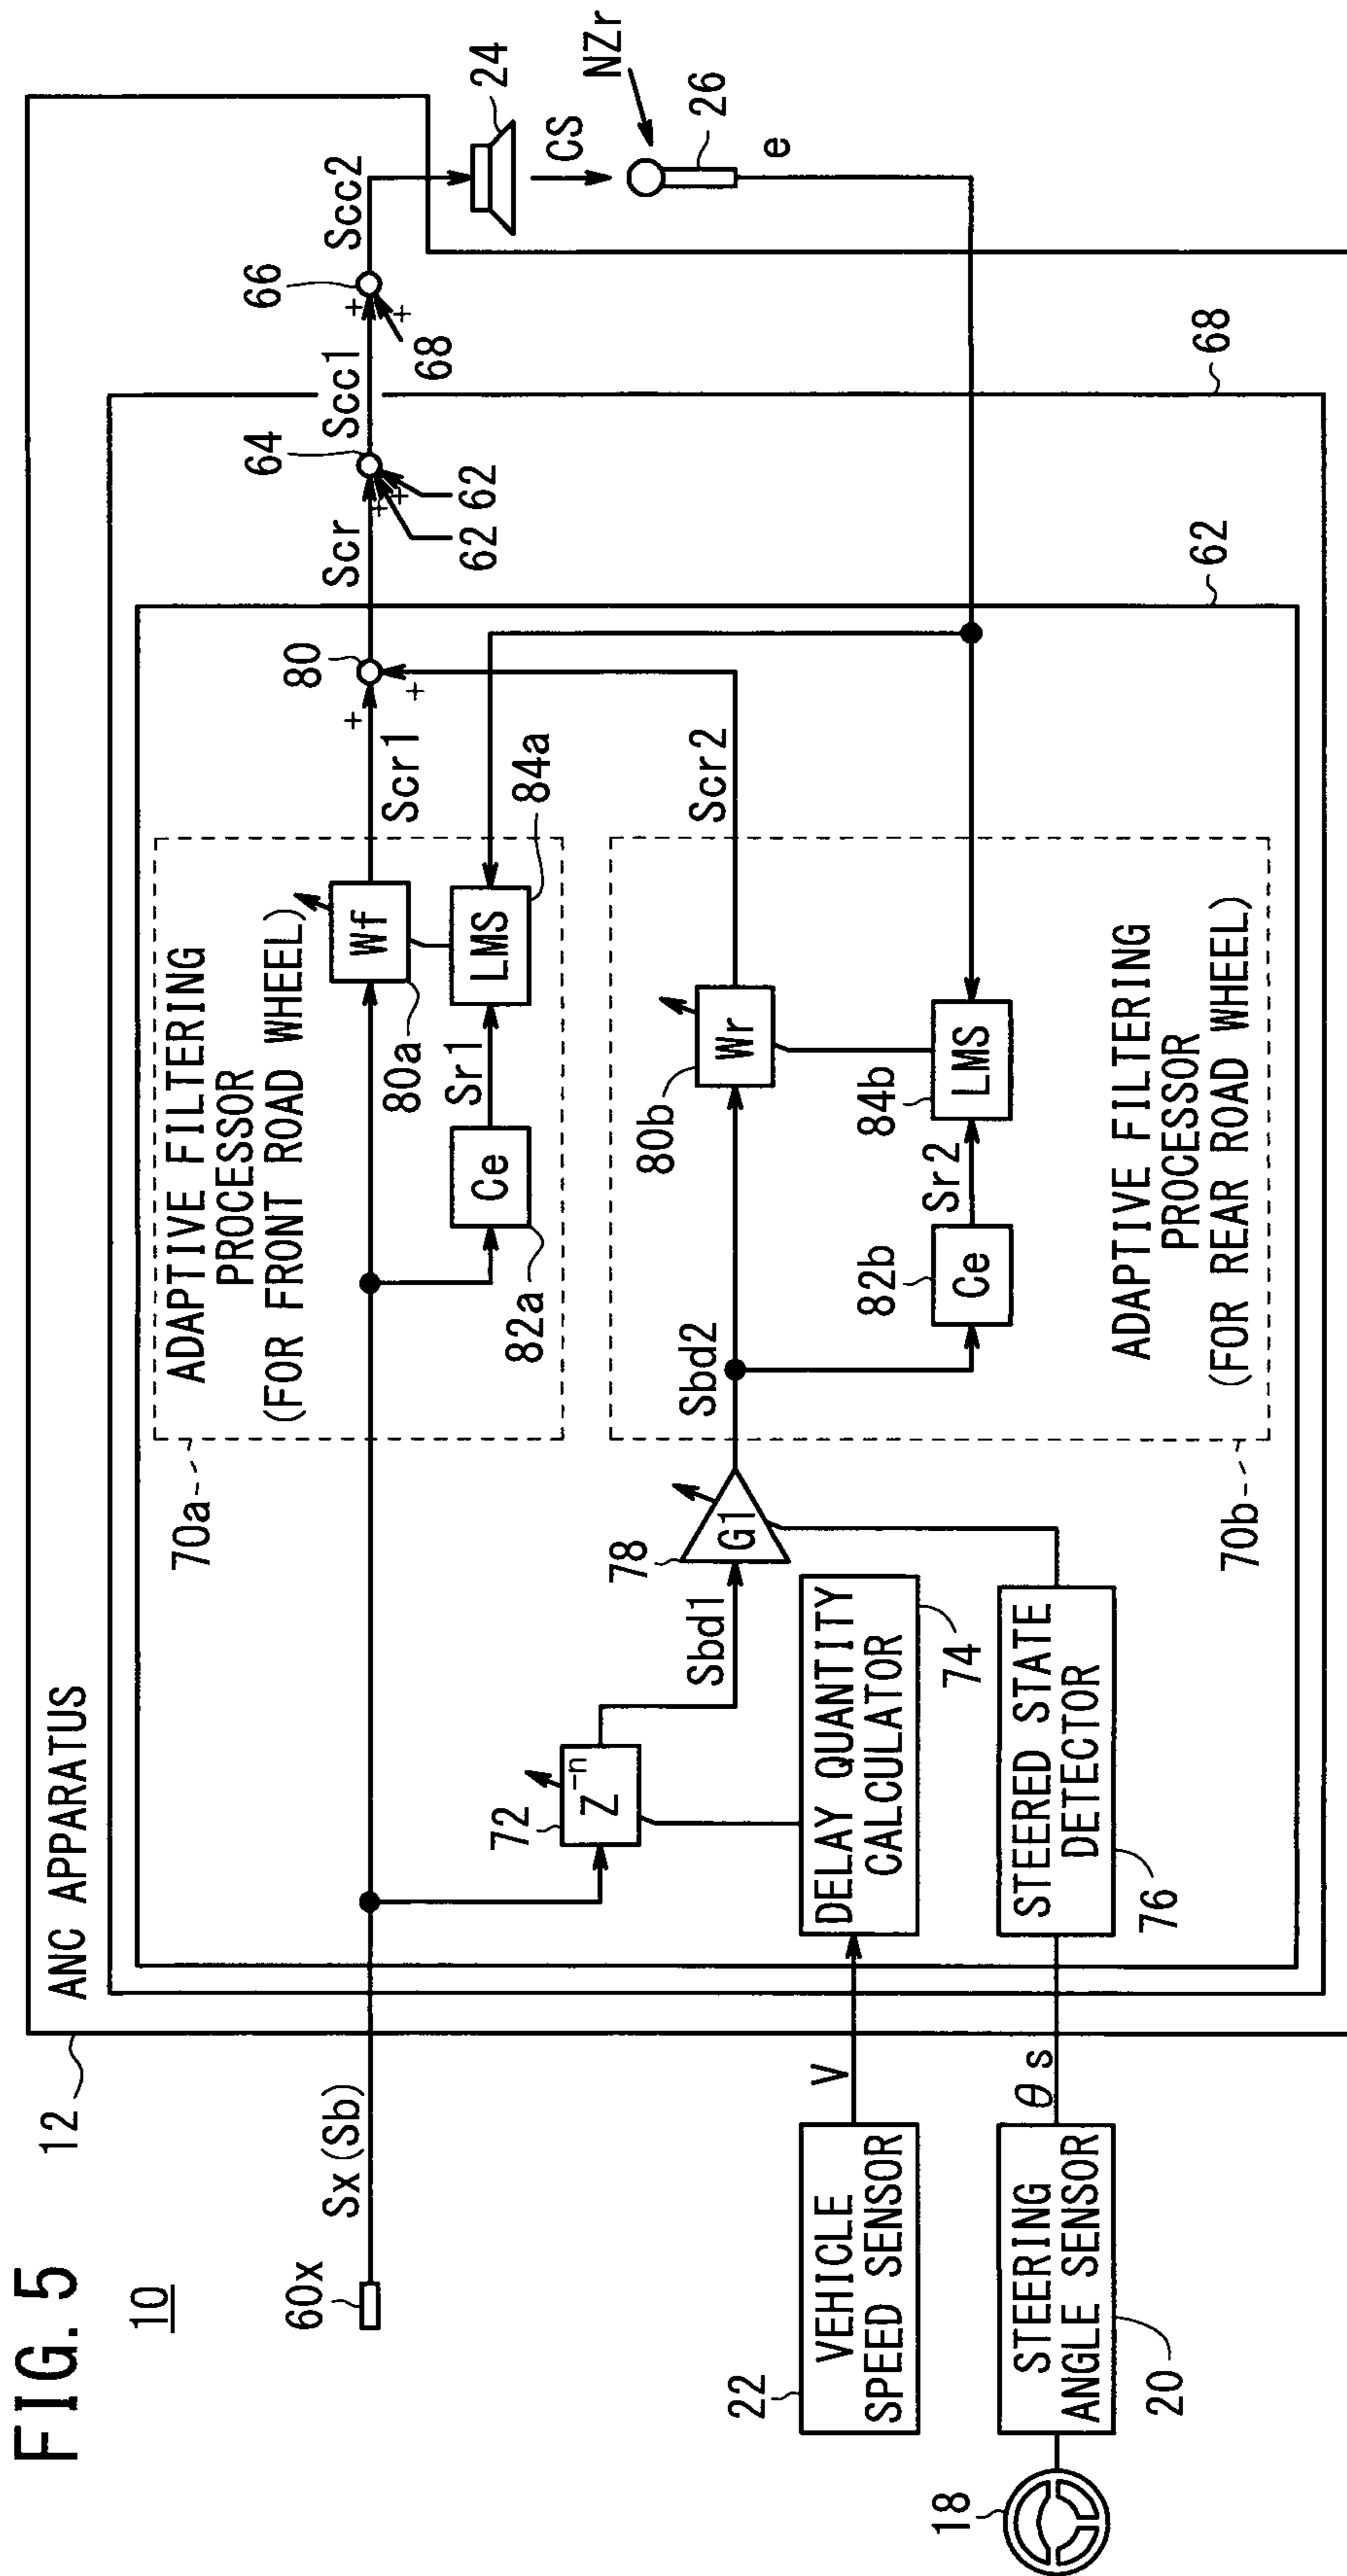 FIG. 5
10
12
ANC APPARATUS
60x
Sx(Sb)
70a
ADAPTIVE FILTERING
PROCESSOR
(FOR FRONT ROAD WHEEL)
Wf
80a
Ce
82a
Sr1
LMS
84a
Scr1
+
+
80
Scr
64
+
+
62
62
Scc1
66
+
+
68
Scc2
24
CS
NZr
26
e
72
Z-n
Sbd1
78
G1
Sbd2
80b
Wr
Scr2
82b
Ce
Sr2
84b
LMS
ADAPTIVE FILTERING
PROCESSOR
(FOR REAR ROAD WHEEL)
70b
62
68
22
VEHICLE
SPEED SENSOR
V
DELAY QUANTITY
CALCULATOR
74
18
STEERING
ANGLE SENSOR
20
θs
STEERED STATE
DETECTOR
76